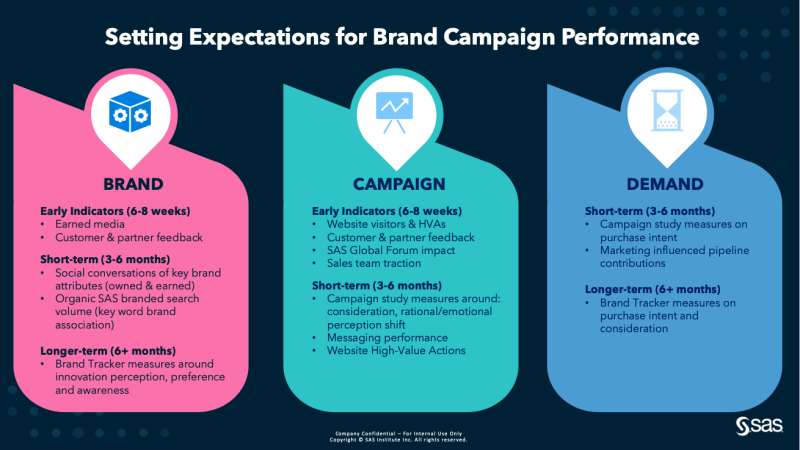 Setting Expectations for Brand Campaign Performance
BRAND
Early Indicators (6-8 weeks)
• Earned media
• Customer & partner feedback
Short-term (3-6 months)
• Social conversations of key brand
attributes (owned & earned)
• Organic SAS branded search
volume (key word brand
association)
Longer-term (6+ months)
• Brand Tracker measures around
innovation perception, preference
and awareness
CAMPAIGN
Early Indicators (6-8 weeks)
• Website visitors & HVAs
• Customer & partner feedback
• SAS Global Forum impact
• Sales team traction
Short-term (3-6 months)
• Campaign study measures around:
consideration, rational/emotional
perception shift
• Messaging performance
• Website High-Value Actions
DEMAND
Short-term (3-6 months)
• Campaign study measures on
purchase intent
• Marketing influenced pipeline
contributions
Longer-term (6+ months)
• Brand Tracker measures on
purchase intent and
consideration
Company Confidential – For Internal Use Only
Copyright © SAS Institute Inc. All rights reserved.
sas